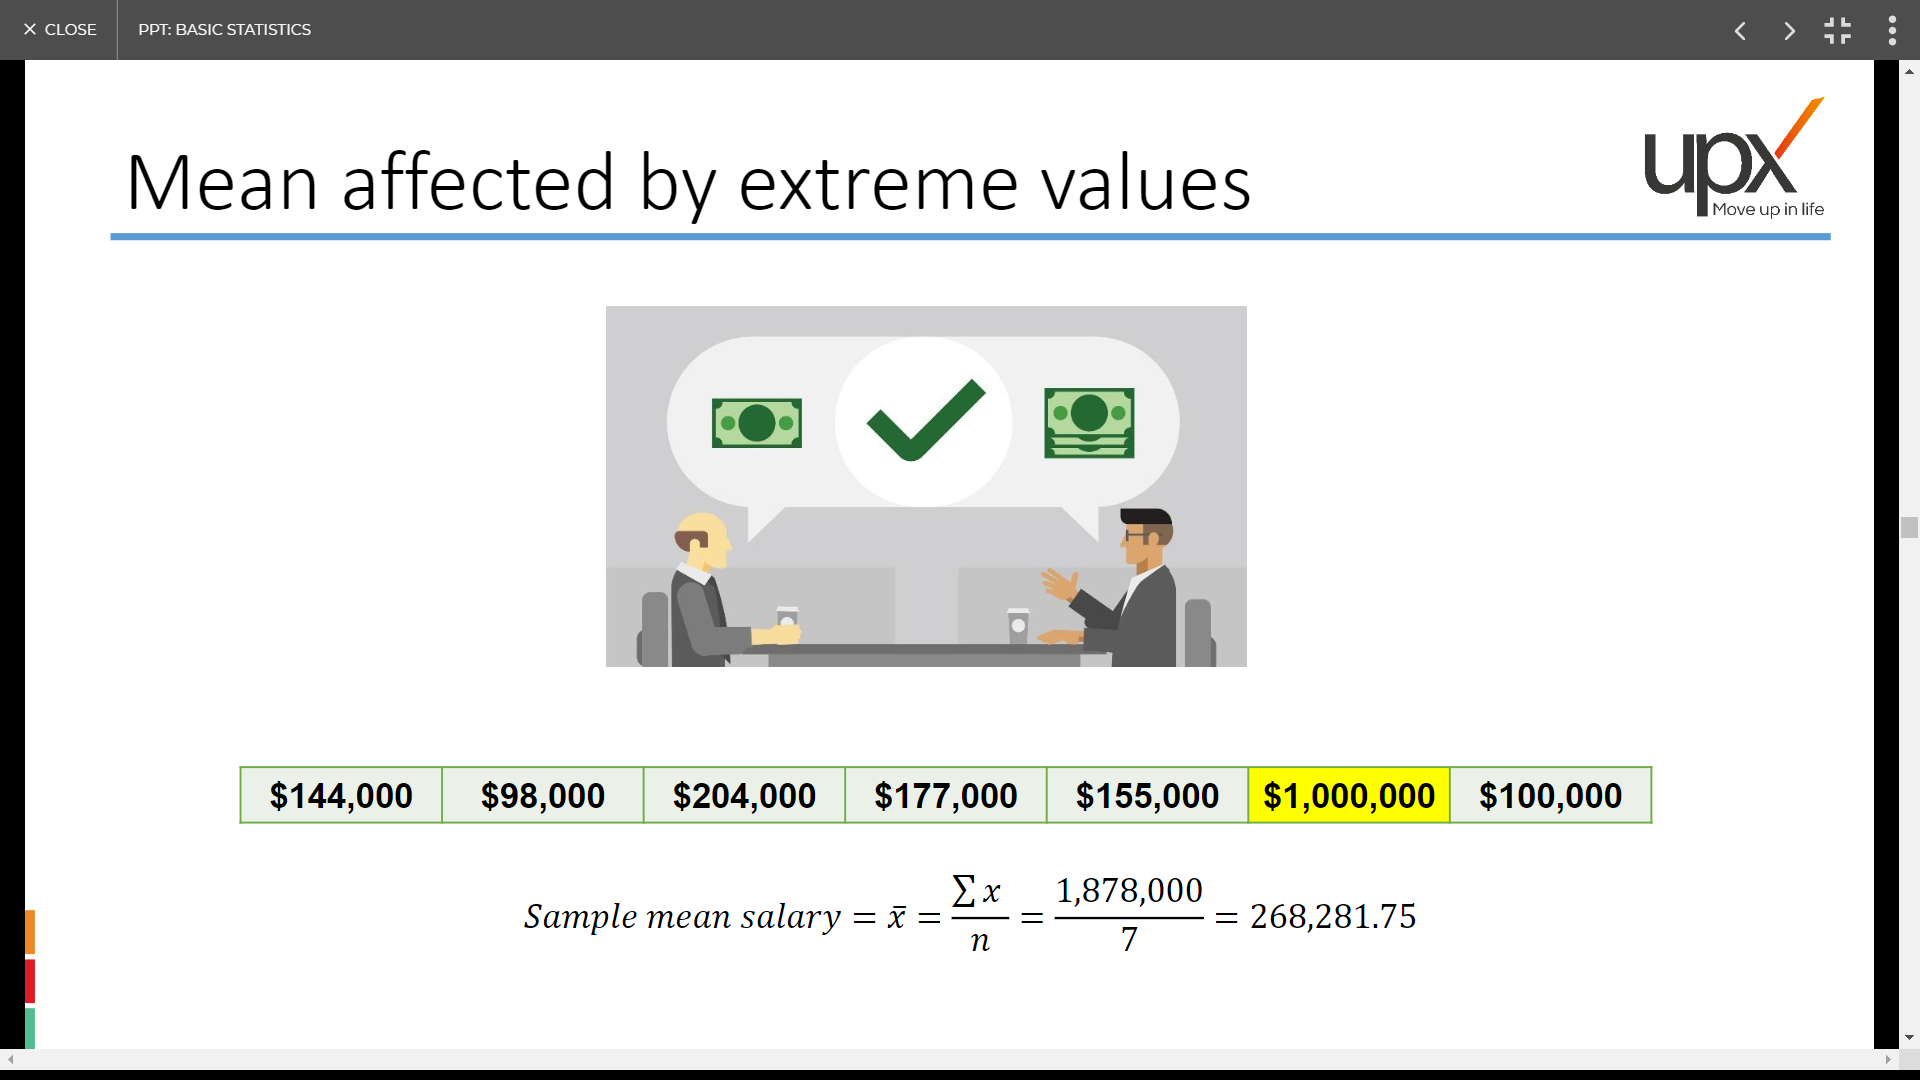 CLOSE
PPT: BASIC STATISTICS
Mean affected by extreme values
upx
Move up in life
$144,000 $98,000 $204,000 $177,000 $155,000 $1,000,000 $100,000
Sample mean salary = x̄ = ∑x / n = 1,878,000 / 7 = 268,281.75